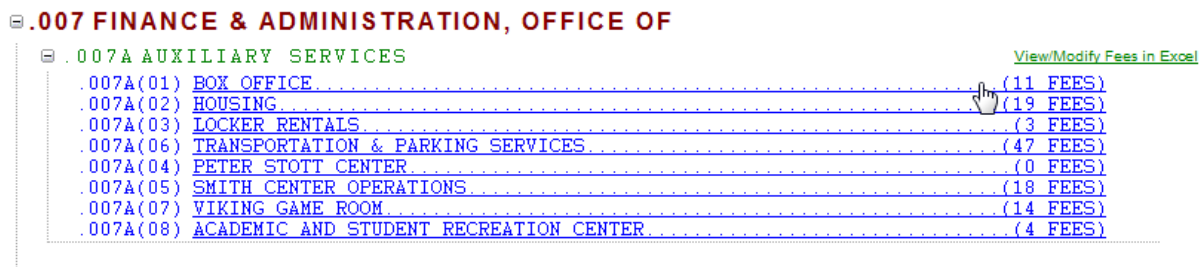 .007 FINANCE & ADMINISTRATION, OFFICE OF
.007A AUXILIARY SERVICES View/Modify Fees in Excel
.007A(01) BOX OFFICE............................................................(11 FEES)
.007A(02) HOUSING...............................................................(19 FEES)
.007A(03) LOCKER RENTALS.........................................................(3 FEES)
.007A(06) TRANSPORTATION & PARKING SERVICES.....................................(47 FEES)
.007A(04) PETER STOTT CENTER.....................................................(0 FEES)
.007A(05) SMITH CENTER OPERATIONS...............................................(18 FEES)
.007A(07) VIKING GAME ROOM......................................................(14 FEES)
.007A(08) ACADEMIC AND STUDENT RECREATION CENTER.................................(4 FEES)